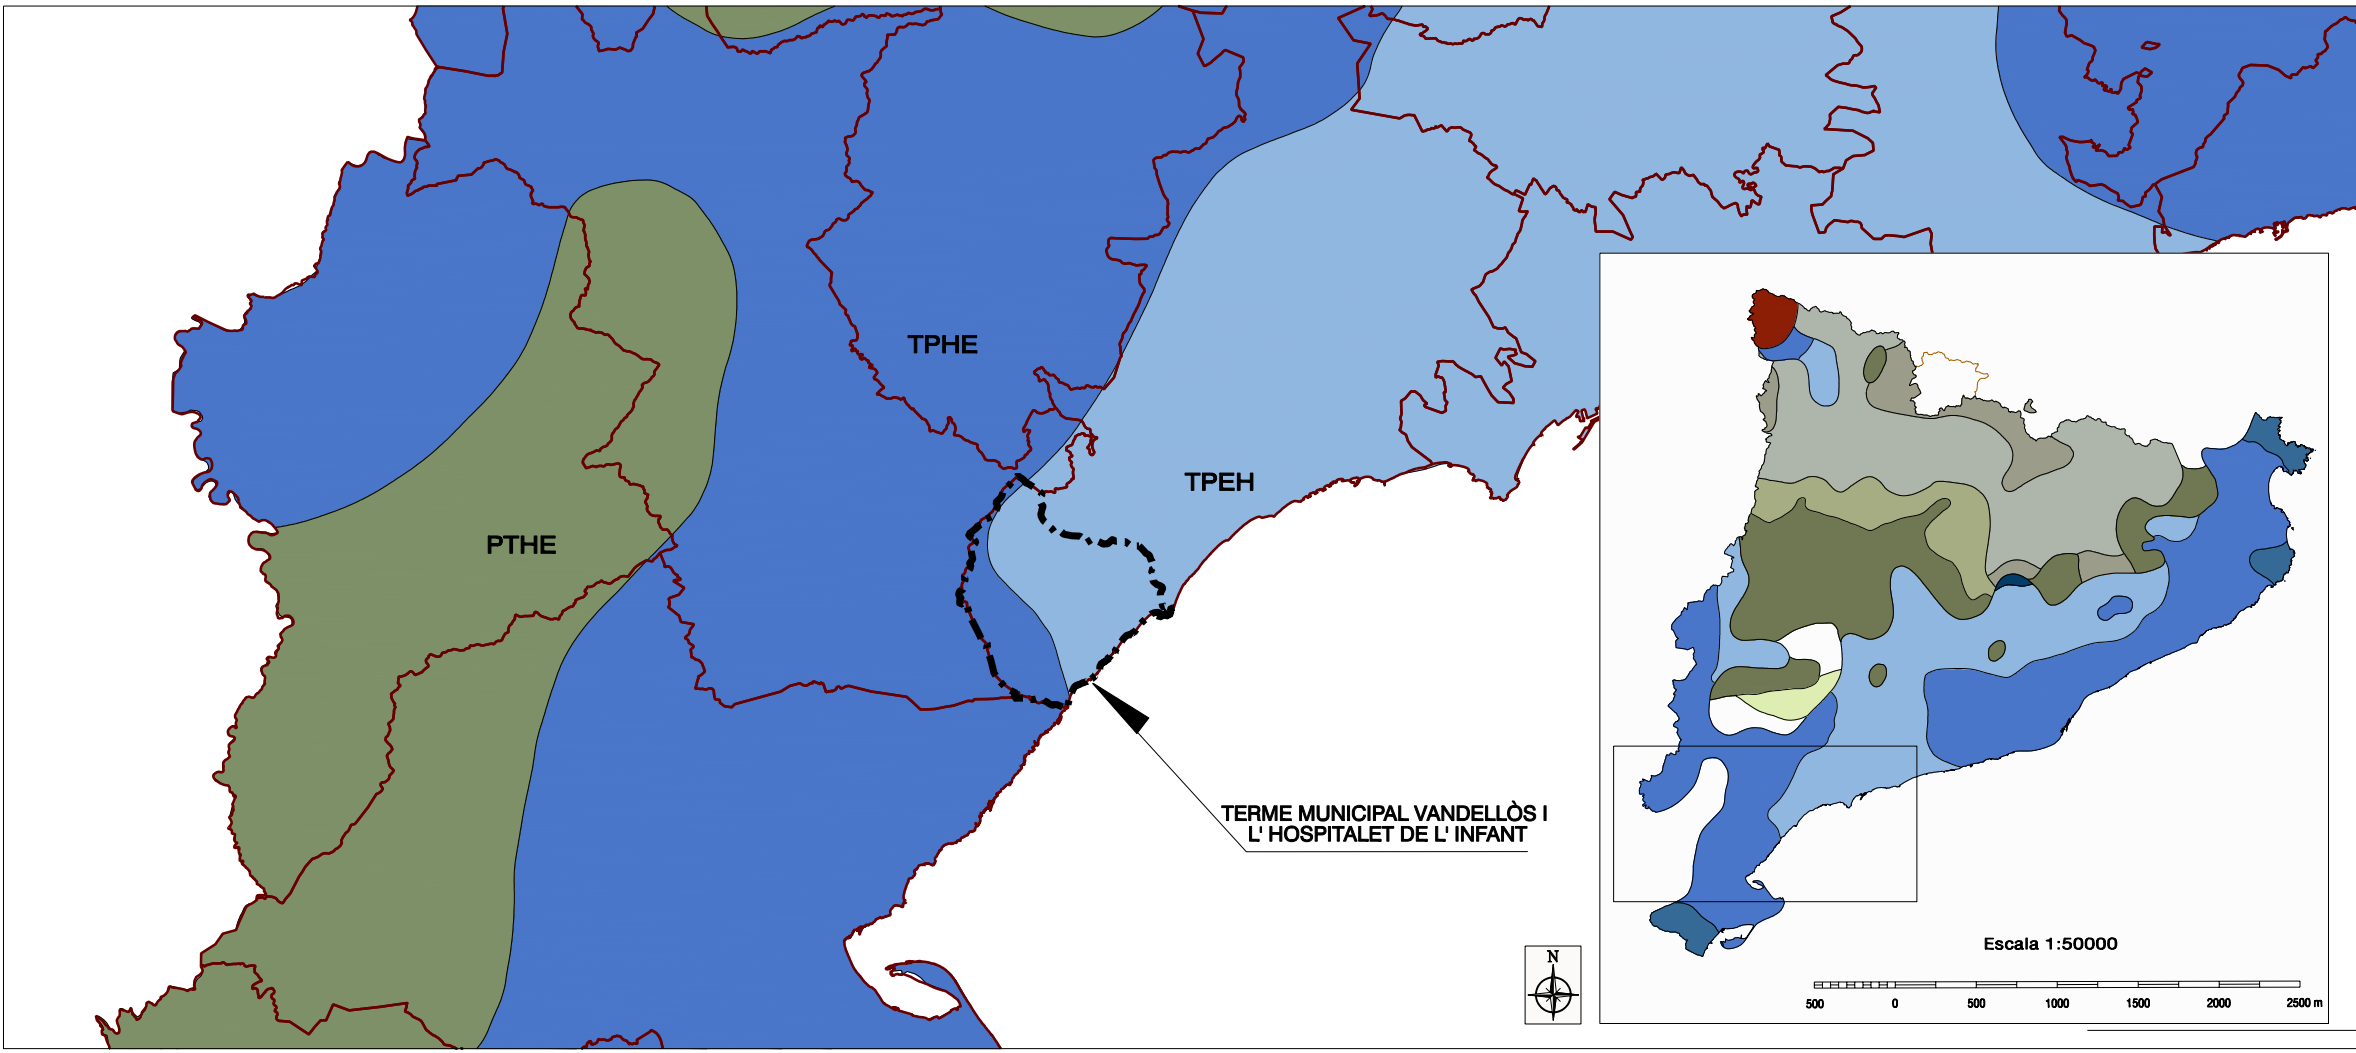 TPHE
TPEH
PTHE
TERME MUNICIPAL VANDELLÒS I
L' HOSPITALET DE L' INFANT
N
Escala 1:50000
500 0 500 1000 1500 2000 2500 m